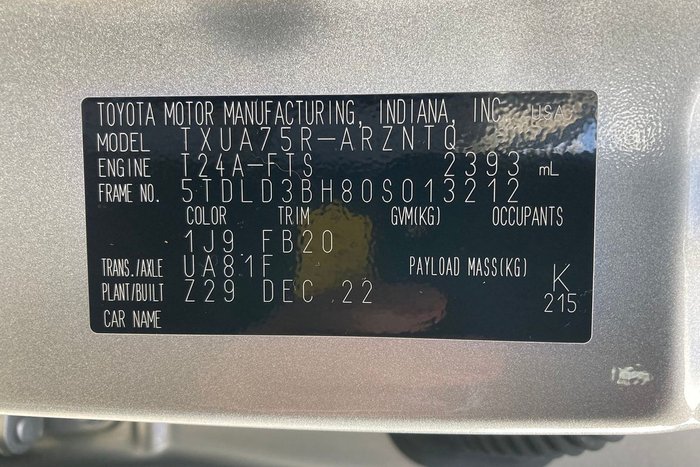 TOYOTA MOTOR MANUFACTURING, INDIANA, INC. USA
MODEL TXUA75R-ARZNTQ
ENGINE T24A-FTS 2393 mL
FRAME NO. 5TDLD3BH80S013212
COLOR TRIM GVM(KG) OCCUPANTS
1J9 FB20
TRANS./AXLE UA81F PAYLOAD MASS(KG) K
PLANT/BUILT Z29 DEC 22 215
CAR NAME